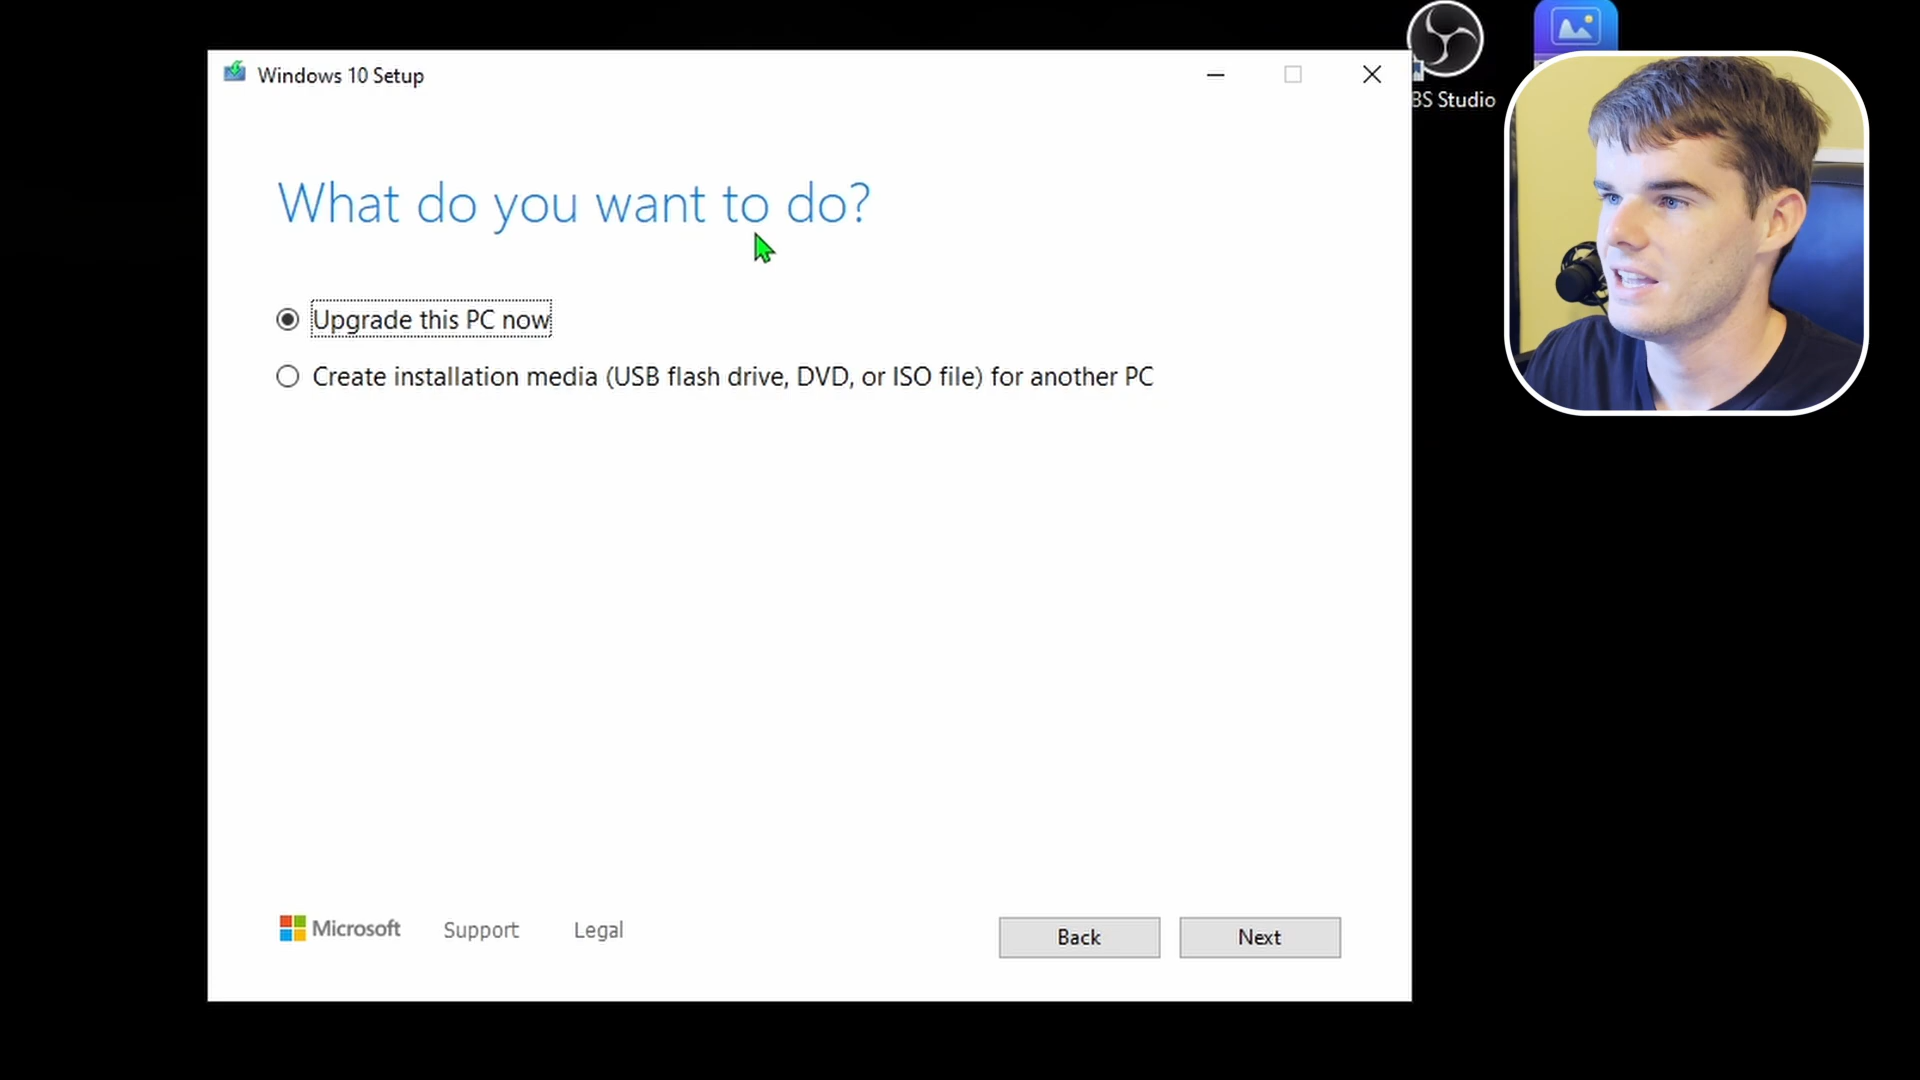 Windows 10 Setup
BS Studio
What do you want to do?
Upgrade this PC now
Create installation media (USB flash drive, DVD, or ISO file) for another PC
Microsoft
Support
Legal
Back
Next